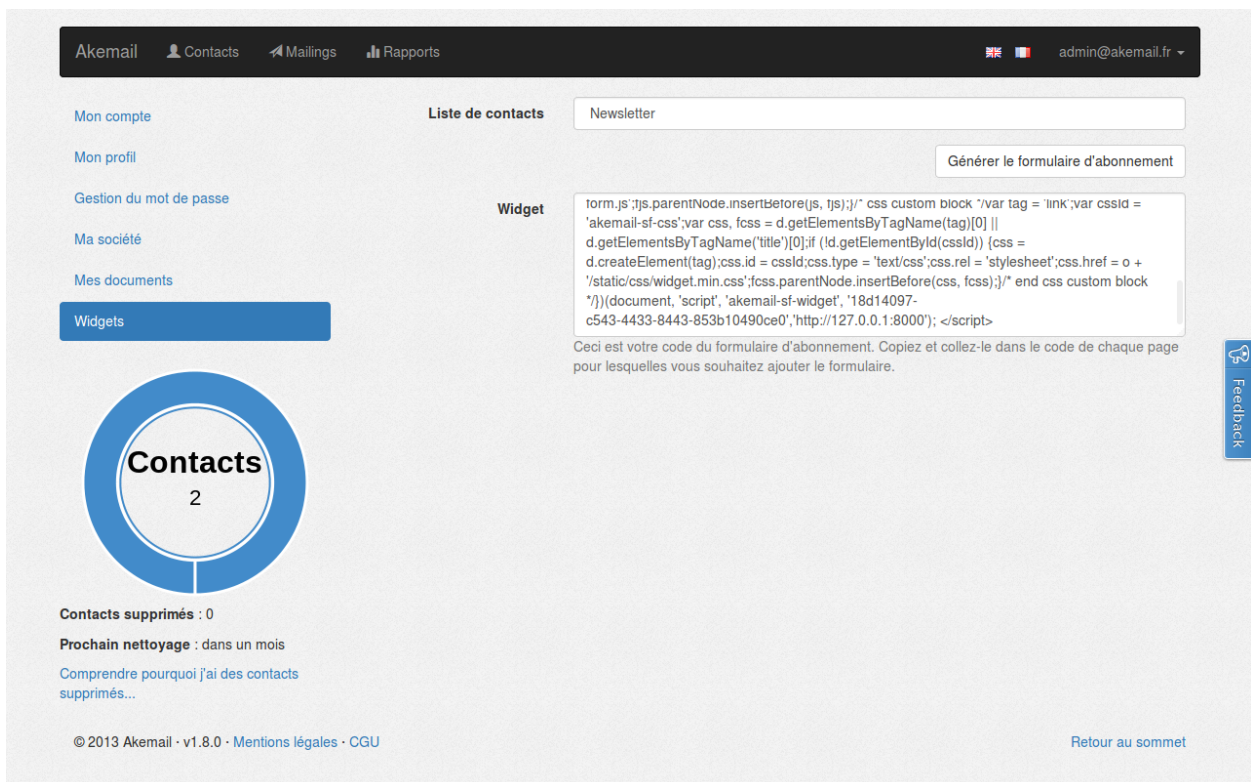 Akemail Contacts Mailings Rapports admin@akemail.fr
Mon compte
Mon profil
Gestion du mot de passe
Ma société
Mes documents
Widgets
Liste de contacts Newsletter
Générer le formulaire d'abonnement
Widget
form.js';fjs.parentNode.insertBefore(js, fjs);}/* css custom block */var tag = 'link';var cssId =
'akemail-sf-css';var css, fcss = d.getElementsByTagName(tag)[0] ||
d.getElementsByTagName('title')[0];if (!d.getElementById(cssId)) {css =
d.createElement(tag);css.id = cssId;css.type = 'text/css';css.rel = 'stylesheet';css.href = o +
'/static/css/widget.min.css';fcss.parentNode.insertBefore(css, fcss);}/* end css custom block
*/})(document, 'script', 'akemail-sf-widget', '18d14097-
c543-4433-8443-853b10490ce0','http://127.0.0.1:8000'); </script>
Ceci est votre code du formulaire d'abonnement. Copiez et collez-le dans le code de chaque page
pour lesquelles vous souhaitez ajouter le formulaire.
Feedback
Contacts
2
Contacts supprimés : 0
Prochain nettoyage : dans un mois
Comprendre pourquoi j'ai des contacts
supprimés...
© 2013 Akemail · v1.8.0 · Mentions légales · CGU
Retour au sommet